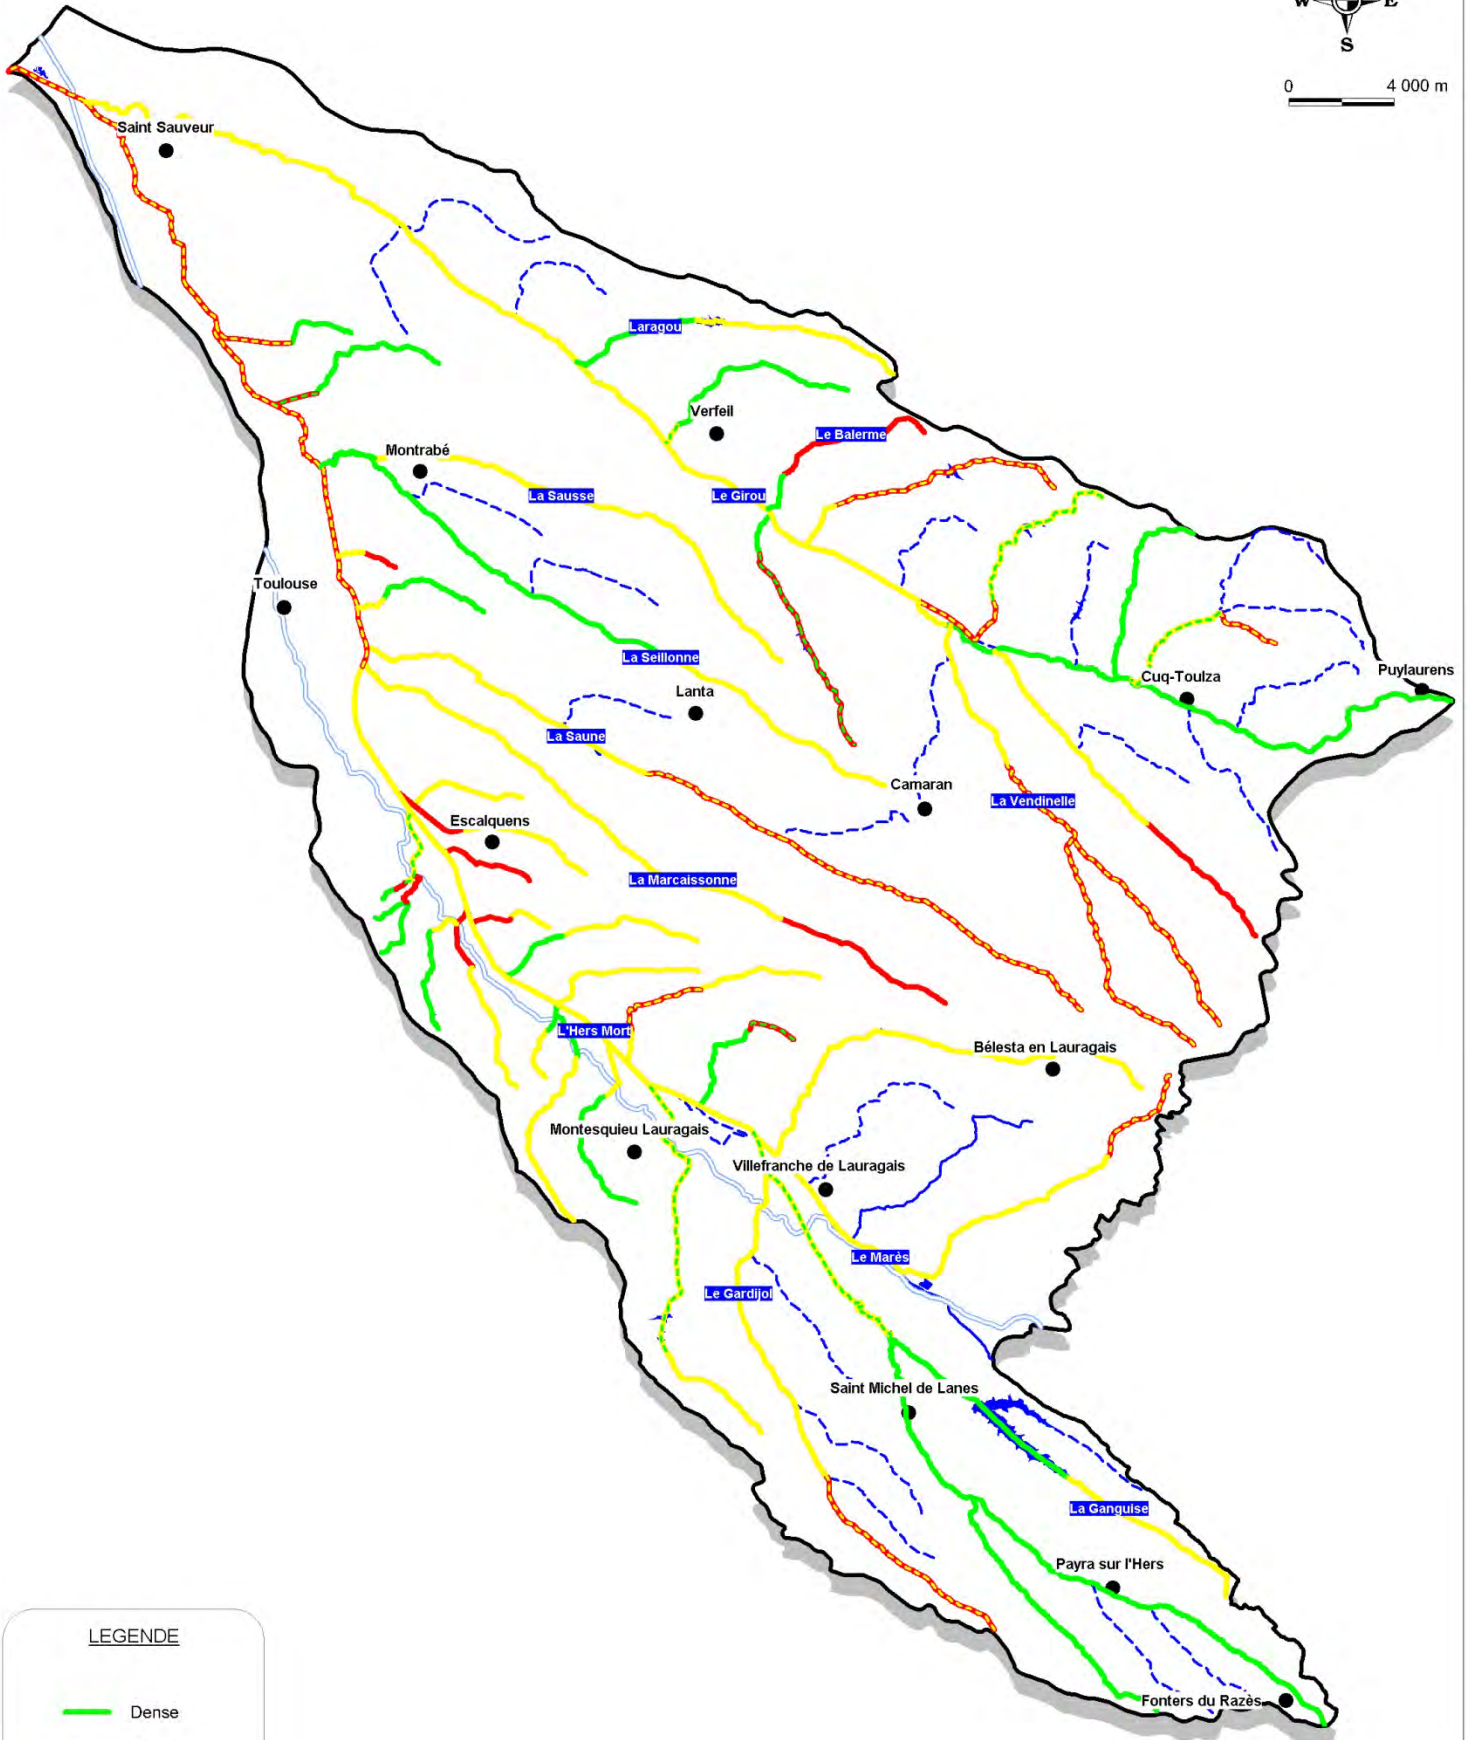 W E
S
0 4 000 m
Saint Sauveur
Laragou
Verfeil
Le Balerme
Montrabé
La Sausse
Le Girou
Toulouse
La Seillonne
Cuq-Toulza
Puylaurens
Lanta
La Saune
Camaran
La Vendinelle
Escalquens
La Marcaissonne
L'Hers Mort
Bélesta en Lauragais
Montesquieu Lauragais
Villefranche de Lauragais
Le Marès
Le Gardijol
Saint Michel de Lanes
La Ganguise
Payra sur l'Hers
Fonters du Razès
LEGENDE
Dense